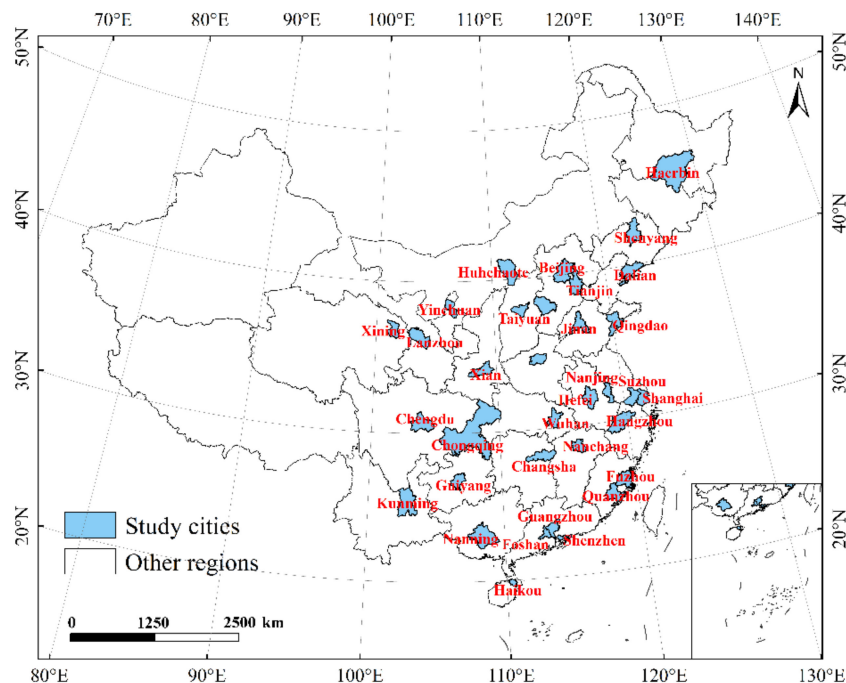 70°E 80°E 90°E 100°E 110°E 120°E 130°E 140°E
50°N
50°N
N
Haerbin
40°N
40°N
Shenyang
Huhehaote
Beijing
Dalian
Tianjin
Yinchuan
Taiyuan
Jinan
Qingdao
Xining
Lanzhou
30°N
30°N
Xian
Nanjing
Suzhou
Hefei
Shanghai
Chengdu
Wuhan
Hangzhou
Chongqing
Nanchang
Changsha
Guiyang
Fuzhou
Quanzhou
Kunming
20°N
20°N
Guangzhou
Study cities
Nanning
Foshan
Shenzhen
Other regions
Haikou
0 1250 2500 km
80°E 90°E 100°E 110°E 120°E 130°E